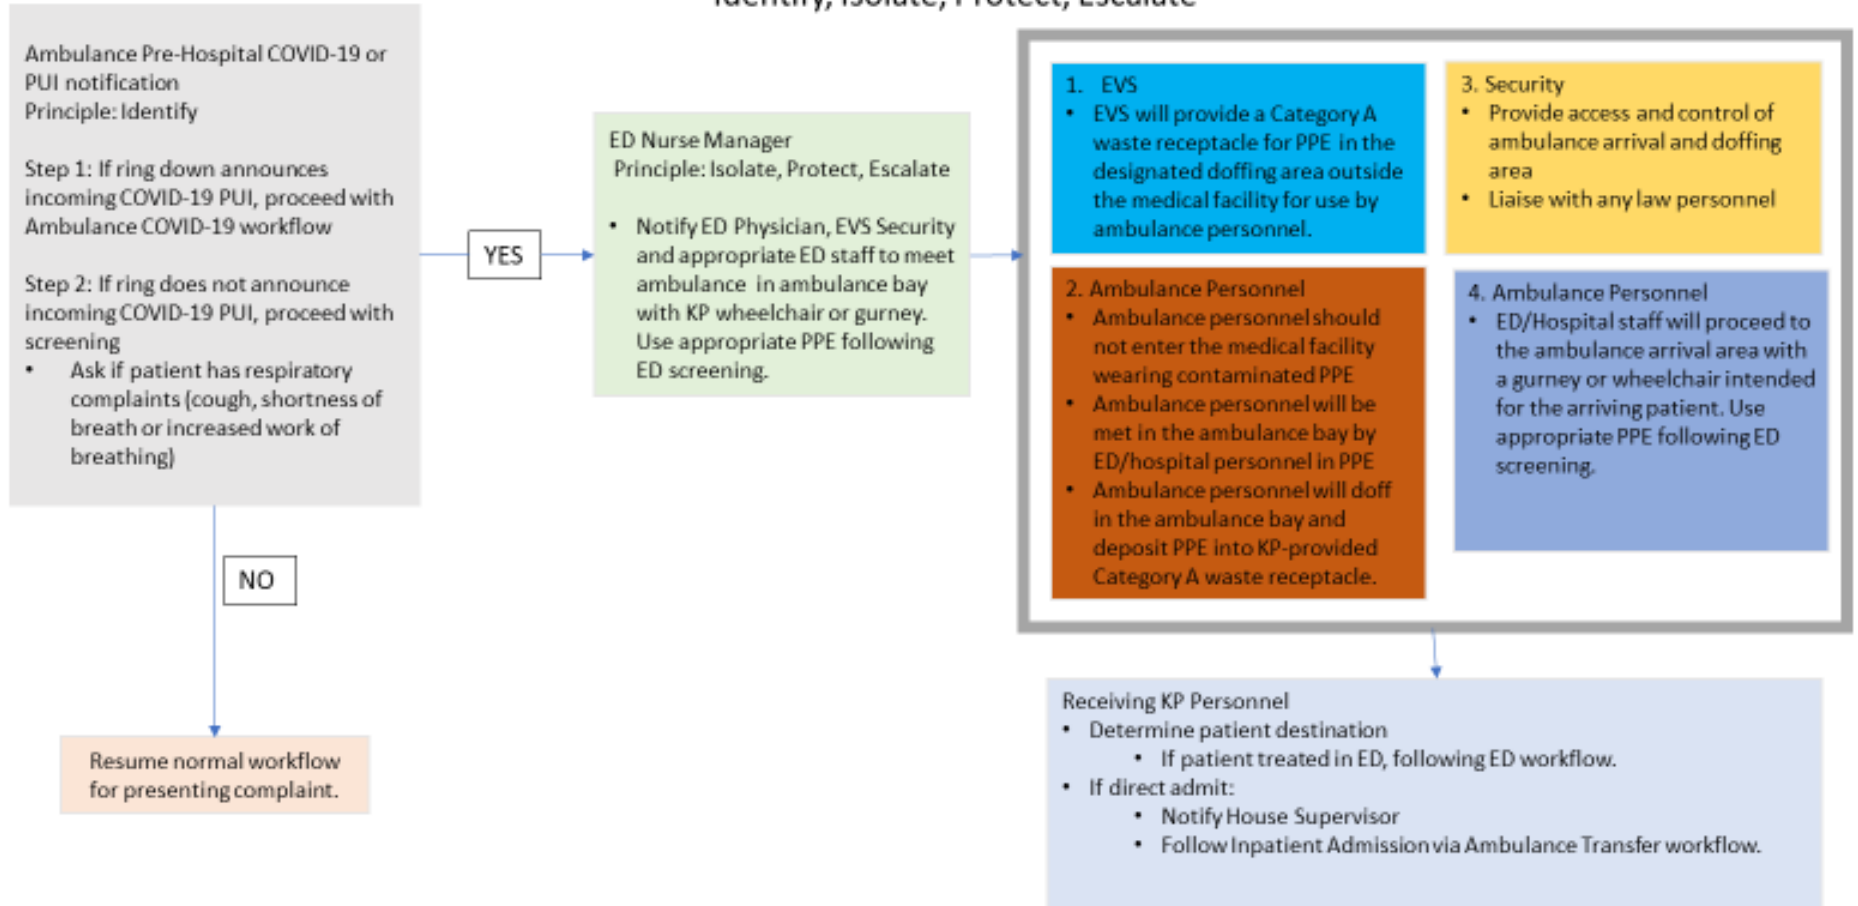 Identify, Isolate, Protect, Escalate
Ambulance Pre-Hospital COVID-19 or
PUI notification
Principle: Identify
Step 1: If ring down announces
incoming COVID-19 PUI, proceed with
Ambulance COVID-19 workflow
Step 2: If ring does not announce
incoming COVID-19 PUI, proceed with
screening
• Ask if patient has respiratory
complaints (cough, shortness of
breath or increased work of
breathing)
YES
NO
Resume normal workflow
for presenting complaint.
ED Nurse Manager
Principle: Isolate, Protect, Escalate
• Notify ED Physician, EVS Security
and appropriate ED staff to meet
ambulance in ambulance bay
with KP wheelchair or gurney.
Use appropriate PPE following
ED screening.
1. EVS
• EVS will provide a Category A
waste receptacle for PPE in the
designated doffing area outside
the medical facility for use by
ambulance personnel.
2. Ambulance Personnel
• Ambulance personnel should
not enter the medical facility
wearing contaminated PPE
• Ambulance personnel will be
met in the ambulance bay by
ED/hospital personnel in PPE
• Ambulance personnel will doff
in the ambulance bay and
deposit PPE into KP-provided
Category A waste receptacle.
3. Security
• Provide access and control of
ambulance arrival and doffing
area
• Liaise with any law personnel
4. Ambulance Personnel
• ED/Hospital staff will proceed to
the ambulance arrival area with
a gurney or wheelchair intended
for the arriving patient. Use
appropriate PPE following ED
screening.
Receiving KP Personnel
• Determine patient destination
• If patient treated in ED, following ED workflow.
• If direct admit:
• Notify House Supervisor
• Follow Inpatient Admission via Ambulance Transfer workflow.